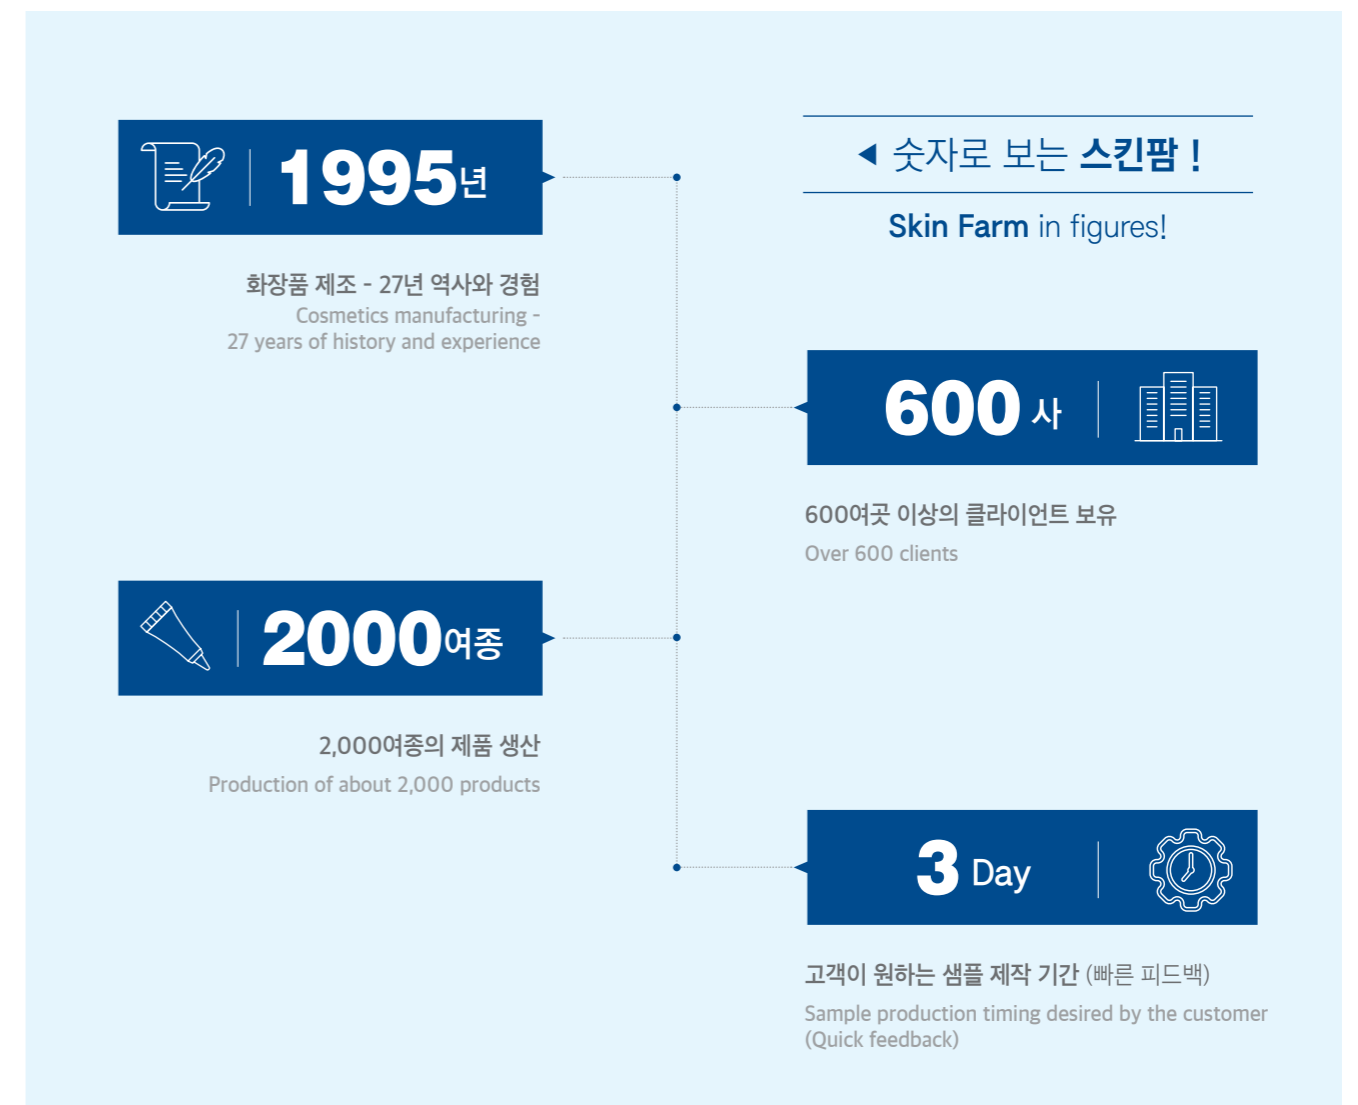 1995년
화장품 제조 - 27년 역사와 경험
Cosmetics manufacturing -
27 years of history and experience
◀ 숫자로 보는 스킨팜 !
Skin Farm in figures!
600 사
600여곳 이상의 클라이언트 보유
Over 600 clients
2000여종
2,000여종의 제품 생산
Production of about 2,000 products
3 Day
고객이 원하는 샘플 제작 기간 (빠른 피드백)
Sample production timing desired by the customer
(Quick feedback)